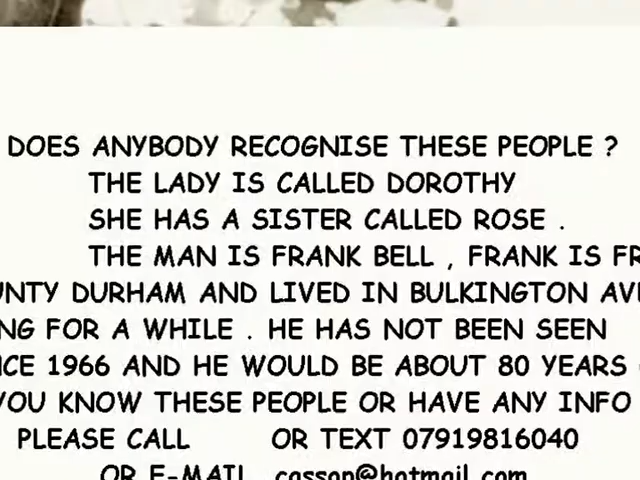 DOES ANYBODY RECOGNISE THESE PEOPLE ?
THE LADY IS CALLED DOROTHY
SHE HAS A SISTER CALLED ROSE .
THE MAN IS FRANK BELL , FRANK IS FR
UNTY DURHAM AND LIVED IN BULKINGTON AVE
NG FOR A WHILE . HE HAS NOT BEEN SEEN
NCE 1966 AND HE WOULD BE ABOUT 80 YEARS
YOU KNOW THESE PEOPLE OR HAVE ANY INFO
PLEASE CALL OR TEXT 07919816040
OR E-MAIL cassop@hotmail.com